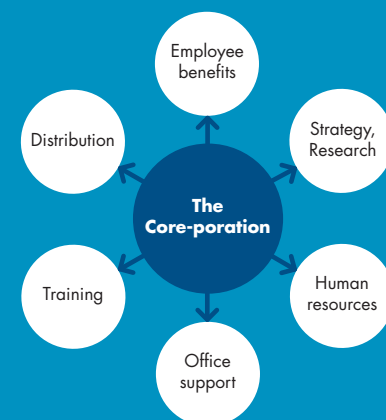 Employee
benefits
Strategy,
Research
Distribution
The
Core-poration
Training
Human
resources
Office
support